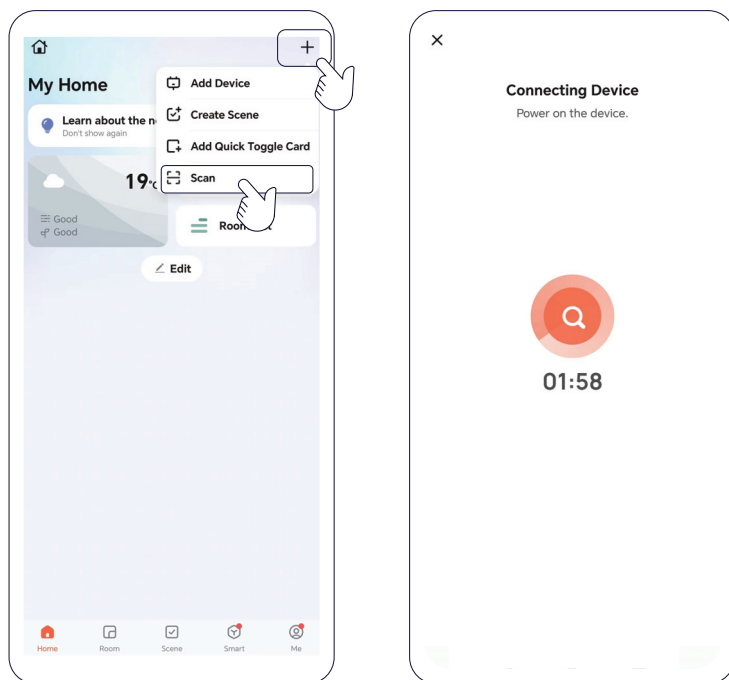 My Home
Add Device
Learn about the n
Don't show again
Create Scene
Add Quick Toggle Card
19°c
Scan
Good
Good
Edit
Home
Room
Scene
Smart
Me
Connecting Device
Power on the device.
01:58